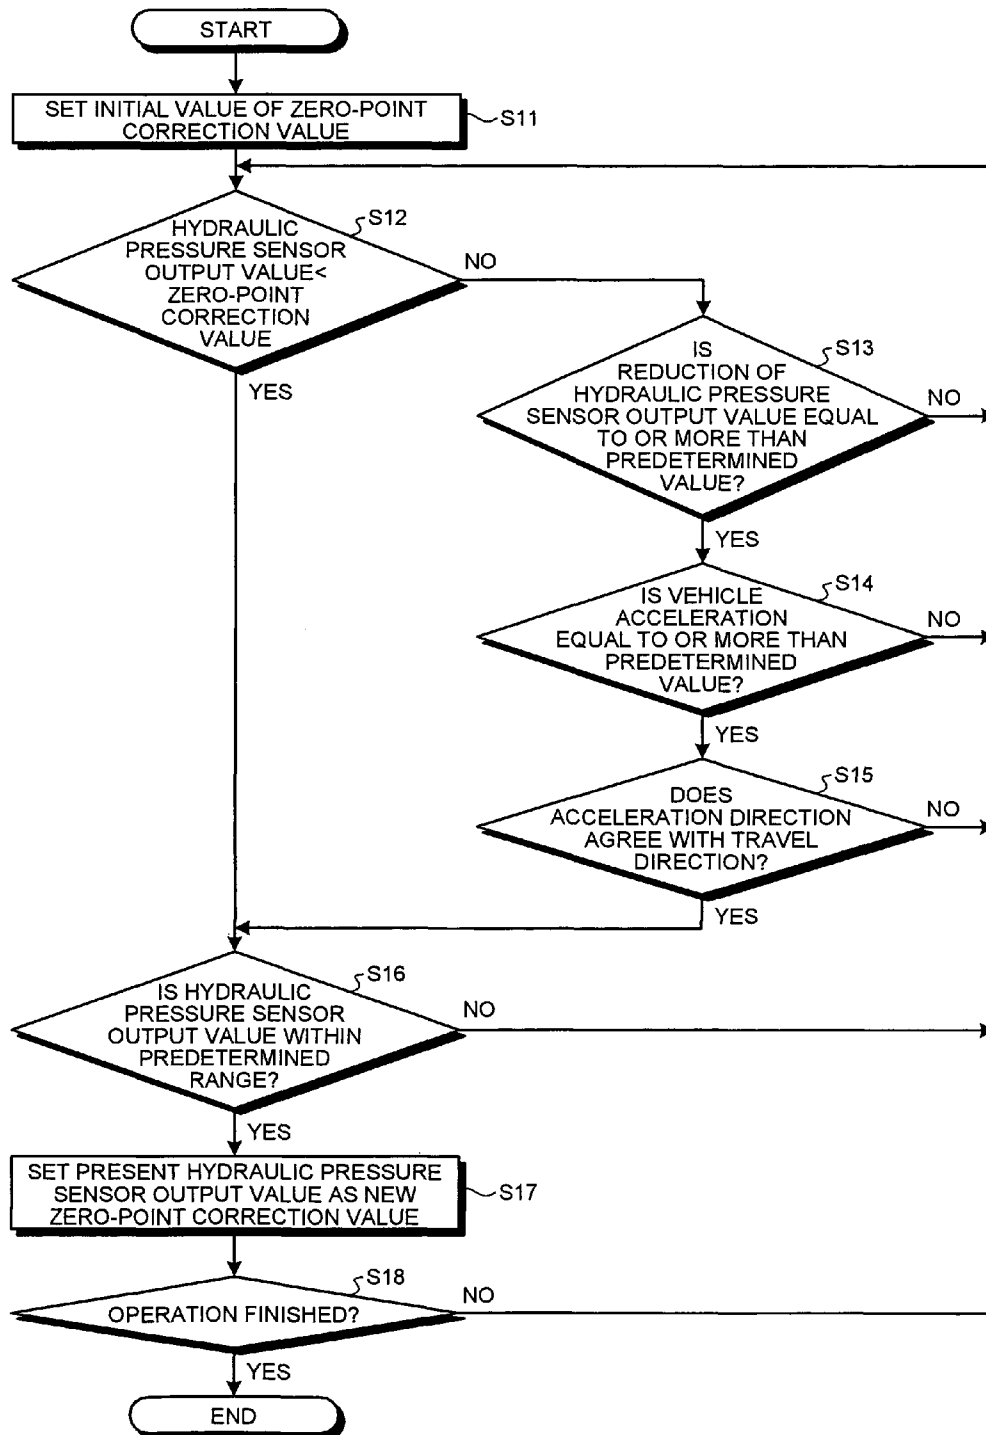 START
SET INITIAL VALUE OF ZERO-POINT
CORRECTION VALUE
S11
S12
HYDRAULIC
PRESSURE SENSOR
OUTPUT VALUE<
ZERO-POINT
CORRECTION
VALUE
NO
YES
S13
IS
REDUCTION OF
HYDRAULIC PRESSURE
SENSOR OUTPUT VALUE EQUAL
TO OR MORE THAN
PREDETERMINED
VALUE?
NO
YES
S14
IS VEHICLE
ACCELERATION
EQUAL TO OR MORE THAN
PREDETERMINED
VALUE?
NO
YES
S15
DOES
ACCELERATION DIRECTION
AGREE WITH TRAVEL
DIRECTION?
NO
YES
S16
IS HYDRAULIC
PRESSURE SENSOR
OUTPUT VALUE WITHIN
PREDETERMINED
RANGE?
NO
YES
SET PRESENT HYDRAULIC PRESSURE
SENSOR OUTPUT VALUE AS NEW
ZERO-POINT CORRECTION VALUE
S17
S18
OPERATION FINISHED?
NO
YES
END